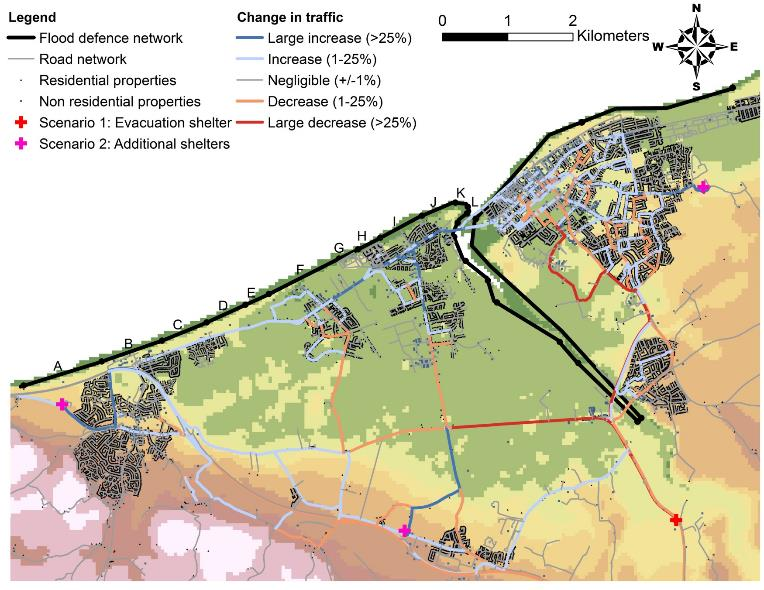 Legend
Flood defence network
Road network
Residential properties
Non residential properties
Scenario 1: Evacuation shelter
Scenario 2: Additional shelters
Change in traffic
Large increase (>25%)
Increase (1-25%)
Negligible (+/-1%)
Decrease (1-25%)
Large decrease (>25%)
0 1 2
Kilometers
N
W E
S
K
J L
I
H
G
F
E
D
C
B
A